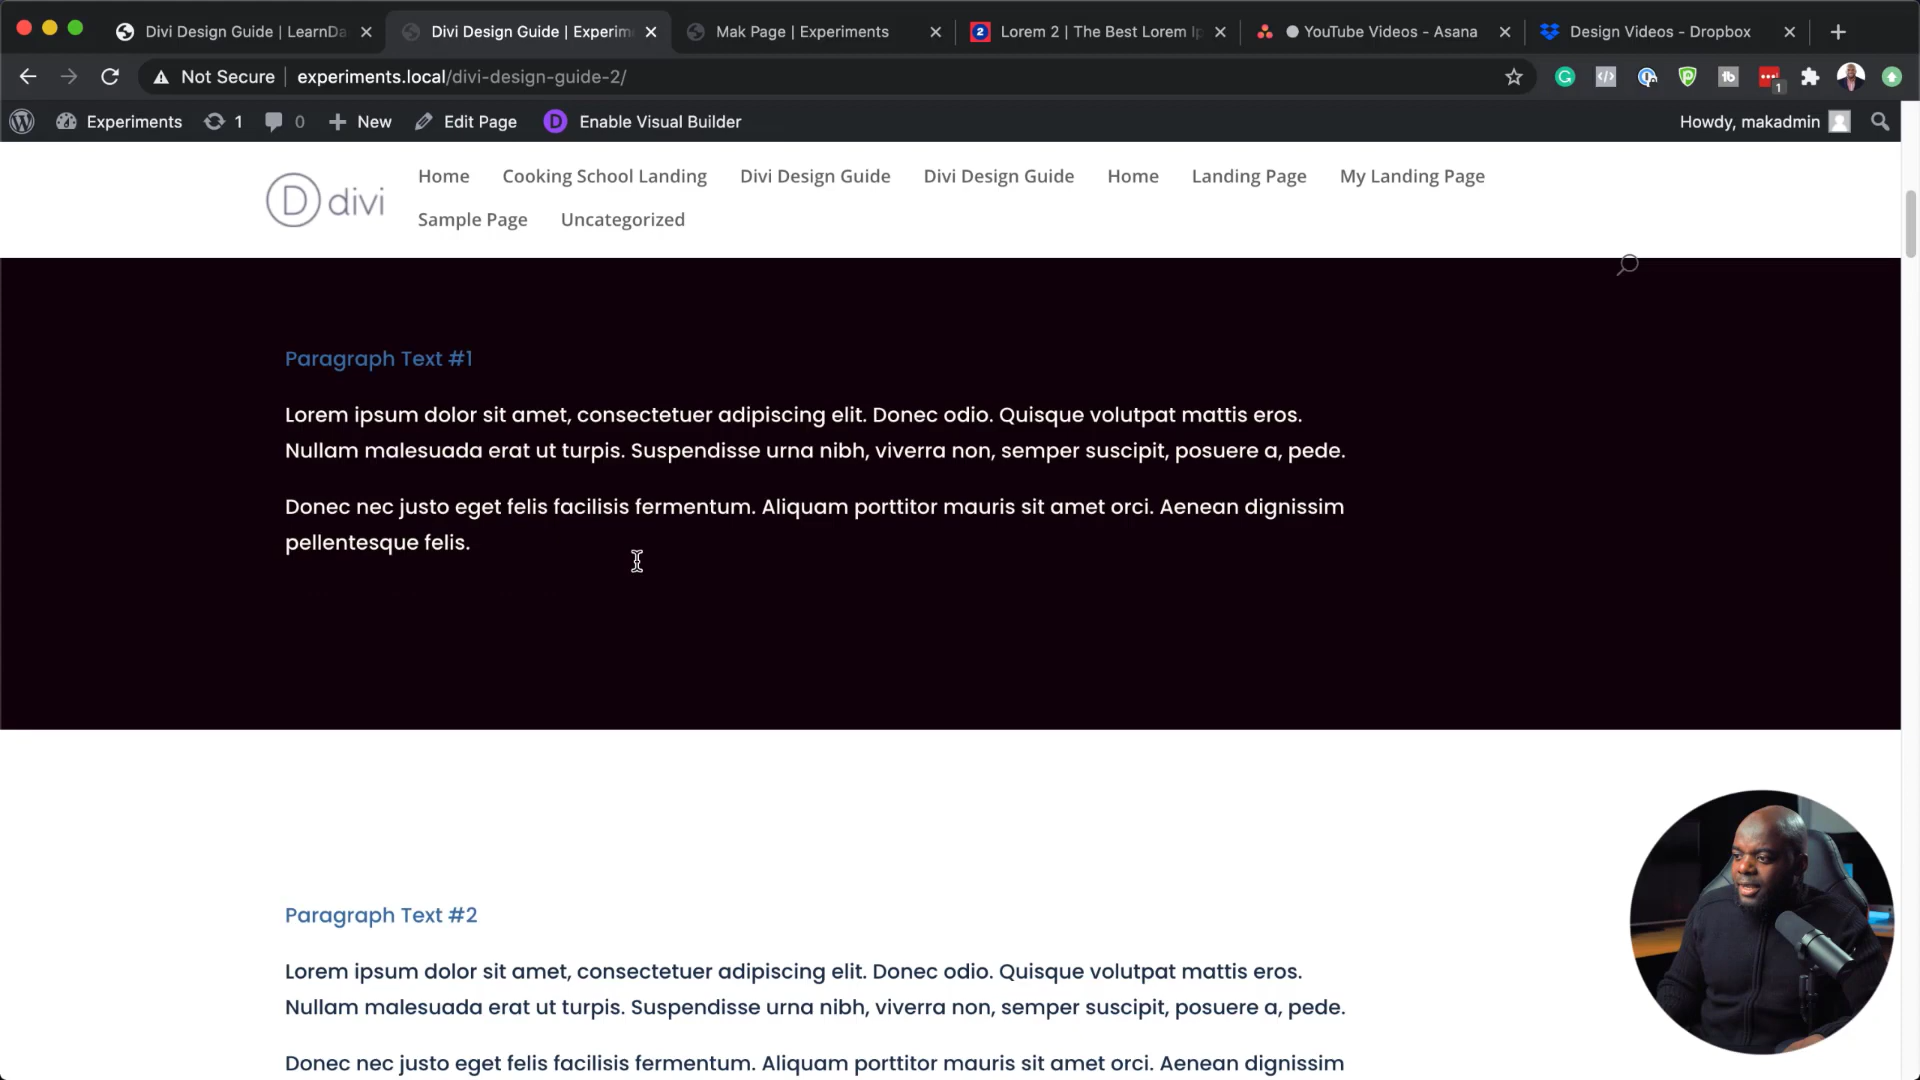 Divi Design Guide | LearnDa
Divi Design Guide | Experim
Mak Page | Experiments
2 Lorem 2 | The Best Lorem Ip
YouTube Videos - Asana
Design Videos - Dropbox
Not Secure
experiments.local/divi-design-guide-2/
1
Experiments
1
0
New
Edit Page
D Enable Visual Builder
Howdy, makadmin
D divi
Home
Cooking School Landing
Divi Design Guide
Divi Design Guide
Home
Landing Page
My Landing Page
Sample Page
Uncategorized
Paragraph Text #1
Lorem ipsum dolor sit amet, consectetuer adipiscing elit. Donec odio. Quisque volutpat mattis eros.
Nullam malesuada erat ut turpis. Suspendisse urna nibh, viverra non, semper suscipit, posuere a, pede.
Donec nec justo eget felis facilisis fermentum. Aliquam porttitor mauris sit amet orci. Aenean dignissim
pellentesque felis.
Paragraph Text #2
Lorem ipsum dolor sit amet, consectetuer adipiscing elit. Donec odio. Quisque volutpat mattis eros.
Nullam malesuada erat ut turpis. Suspendisse urna nibh, viverra non, semper suscipit, posuere a, pede.
Donec nec justo eget felis facilisis fermentum. Aliquam porttitor mauris sit amet orci. Aenean dignissim